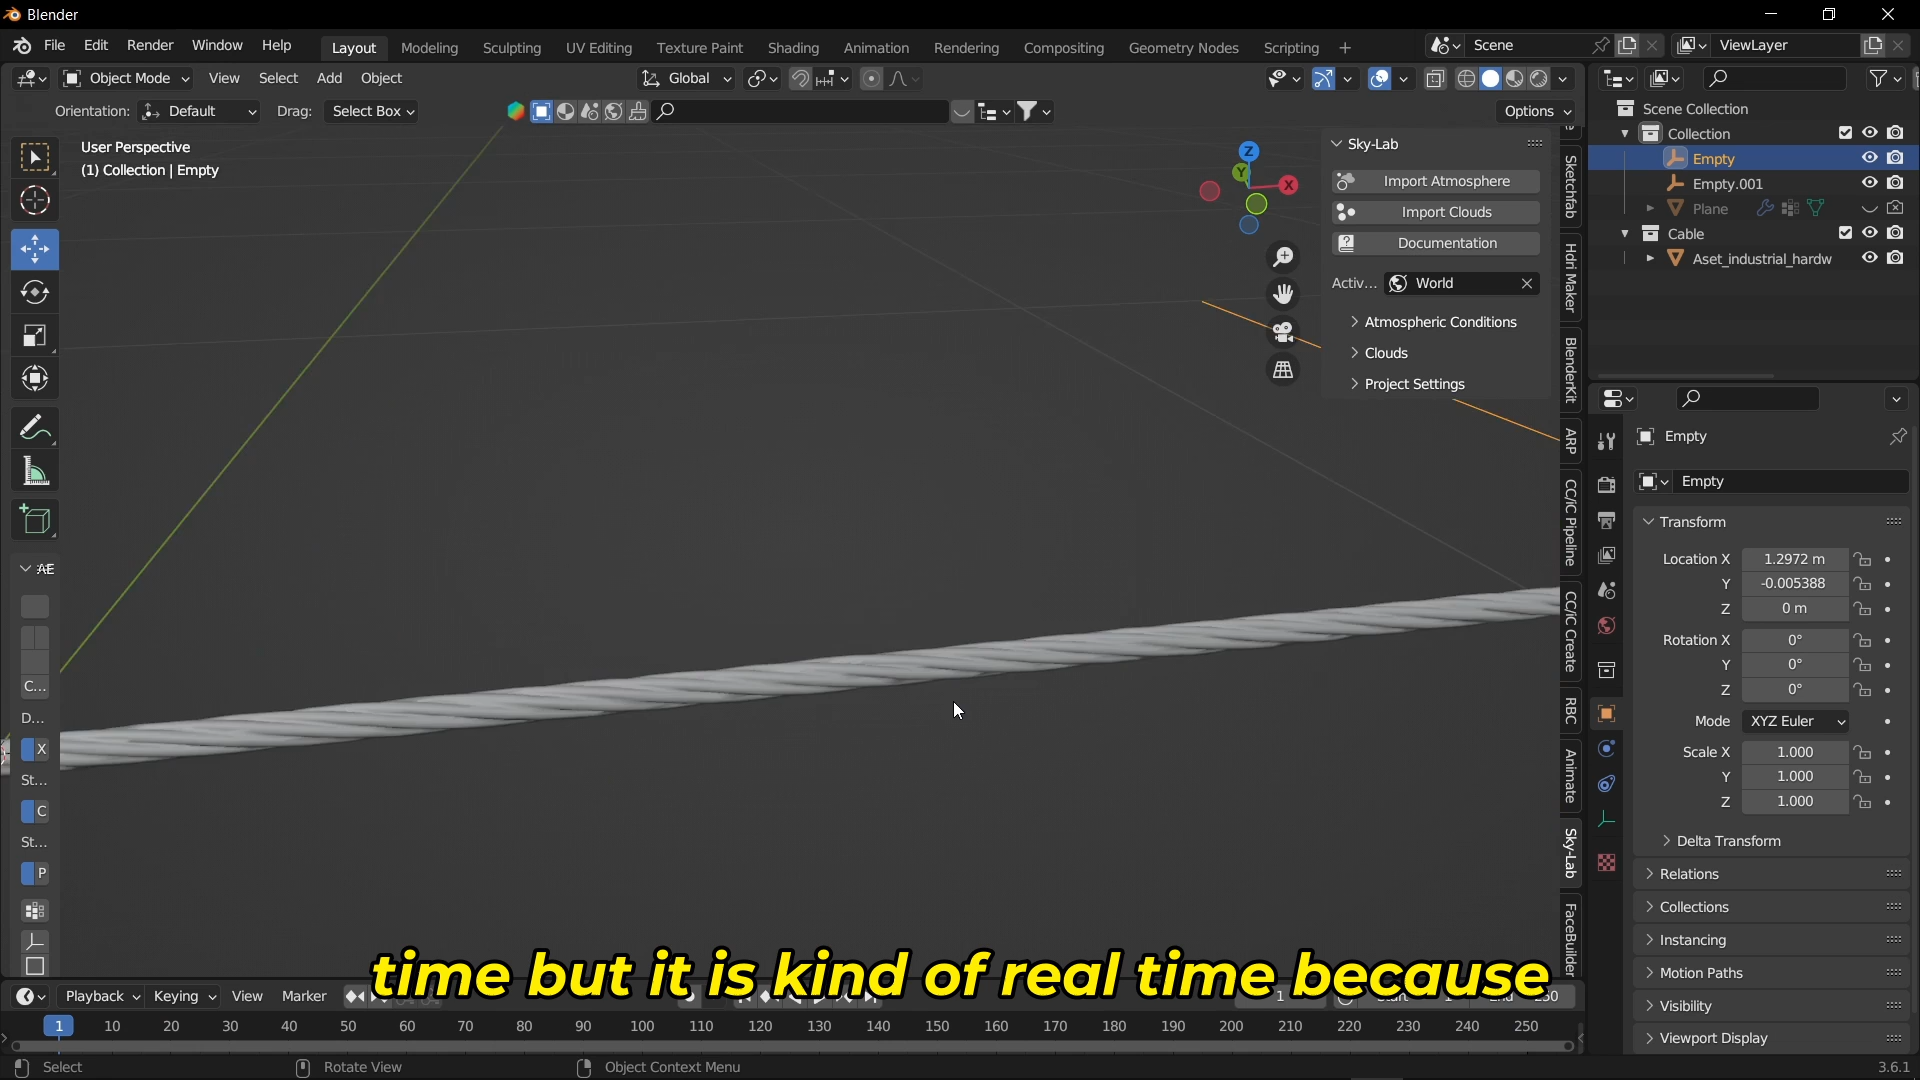 Blender
File Edit Render Window Help
Layout Modeling Sculpting UV Editing Texture Paint Shading Animation Rendering Compositing Geometry Nodes Scripting +
Scene
ViewLayer
Object Mode View Select Add Object
Global
Orientation: Default Drag: Select Box
Options
User Perspective
(1) Collection | Empty
Z
Y
X
Sky-Lab
Import Atmosphere
Import Clouds
Documentation
Activ... World
Atmospheric Conditions
Clouds
Project Settings
Sketchfab
Hdri Maker
BlenderKit
ARP
CC/iC Pipeline
CC/iC Create
RBC
Animate
Sky-Lab
FaceBuilder
Scene Collection
Collection
Empty
Empty.001
Plane
Cable
Aset_industrial_hardw
Empty
Empty
Transform
Location X 1.2972 m
Y -0.005388
Z 0 m
Rotation X 0°
Y 0°
Z 0°
Mode XYZ Euler
Scale X 1.000
Y 1.000
Z 1.000
Delta Transform
Relations
Collections
Instancing
Motion Paths
Visibility
Viewport Display
AE
C...
D...
X
St...
C
St...
P
time but it is kind of real time because
Playback Keying View Marker
1
1 10 20 30 40 50 60 70 80 90 100 110 120 130 140 150 160 170 180 190 200 210 220 230 240 250
Select Rotate View Object Context Menu
3.6.1